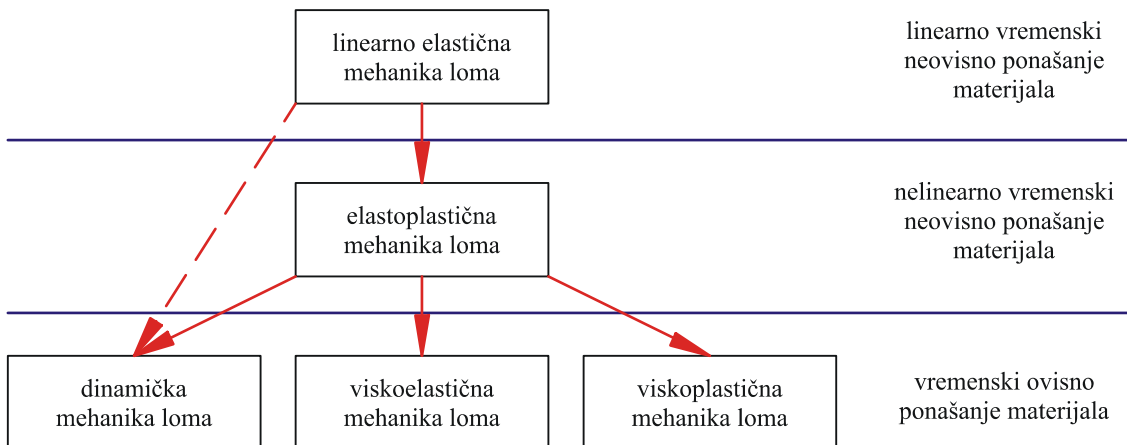 linearno elastična
mehanika loma
linearno vremenski
neovisno ponašanje
materijala
elastoplastična
mehanika loma
nelinearno vremenski
neovisno ponašanje
materijala
dinamička
mehanika loma
viskoelastična
mehanika loma
viskoplastična
mehanika loma
vremenski ovisno
ponašanje materijala